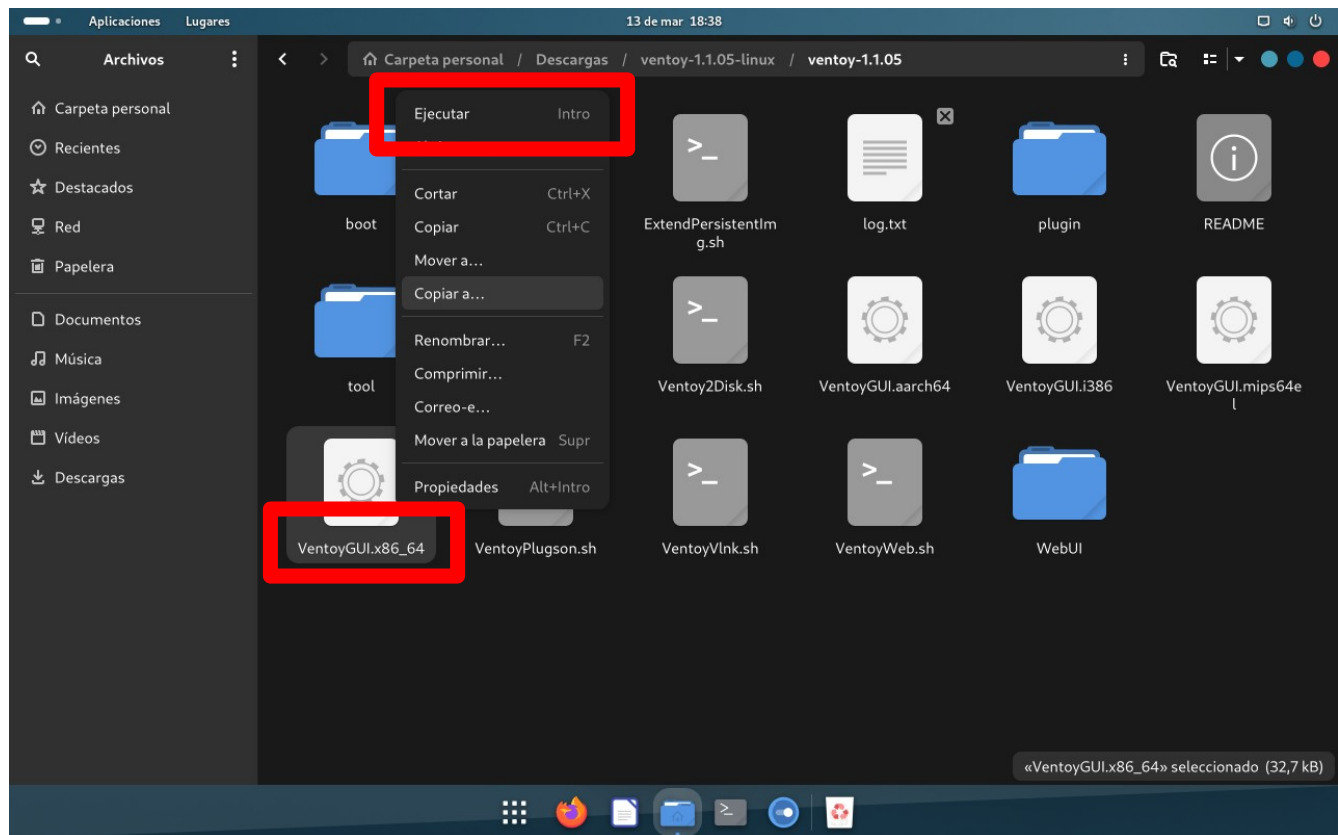 Aplicaciones Lugares 13 de mar 18:38
Archivos Carpeta personal / Descargas / ventoy-1.1.05-linux / ventoy-1.1.05
Carpeta personal
Recientes
Destacados
Red
Papelera
Documentos
Música
Imágenes
Vídeos
Descargas
Ejecutar Intro
Cortar Ctrl+X
Copiar Ctrl+C
Mover a...
Copiar a...
Renombrar... F2
Comprimir...
Correo-e...
Mover a la papelera Supr
Propiedades Alt+Intro
boot
>_
ExtendPersistentIm
g.sh
log.txt
plugin
i
README
tool
>_
Ventoy2Disk.sh
VentoyGUI.aarch64
VentoyGUI.i386
VentoyGUI.mips64e
l
VentoyGUI.x86_64
VentoyPlugson.sh
>_
VentoyVlnk.sh
>_
VentoyWeb.sh
WebUI
«VentoyGUI.x86_64» seleccionado (32,7 kB)
>_